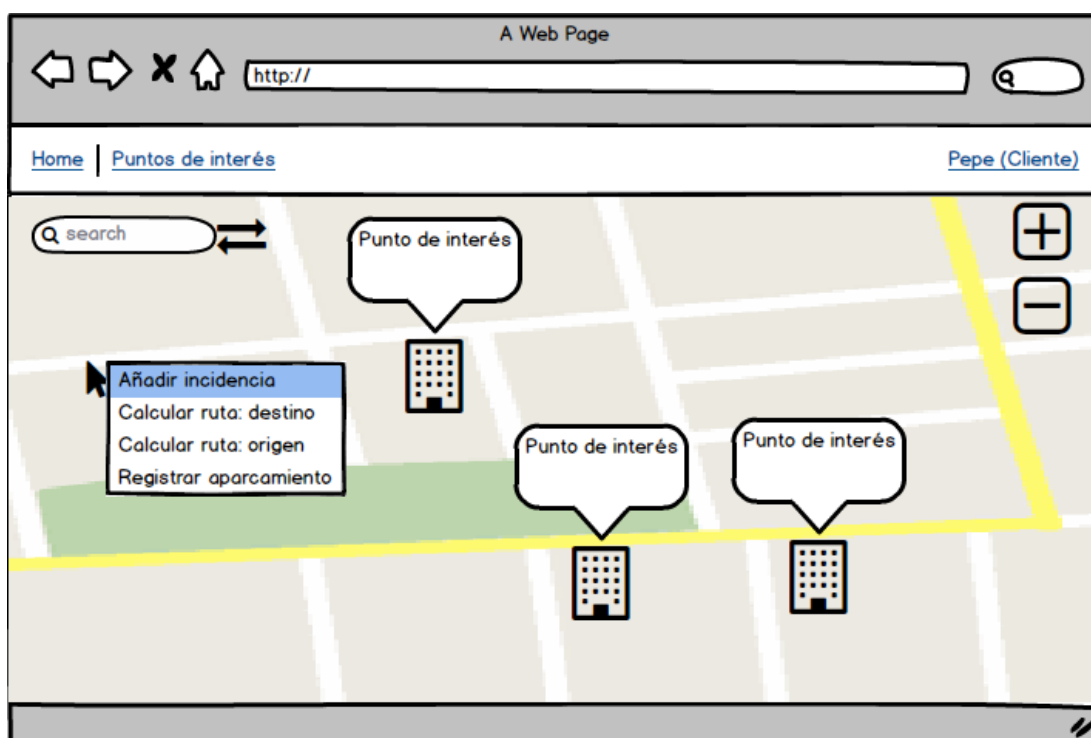 A Web Page
http://
Home | Puntos de interés
Pepe (Cliente)
search
Punto de interés
Añadir incidencia
Calcular ruta: destino
Calcular ruta: origen
Registrar aparcamiento
Punto de interés
Punto de interés